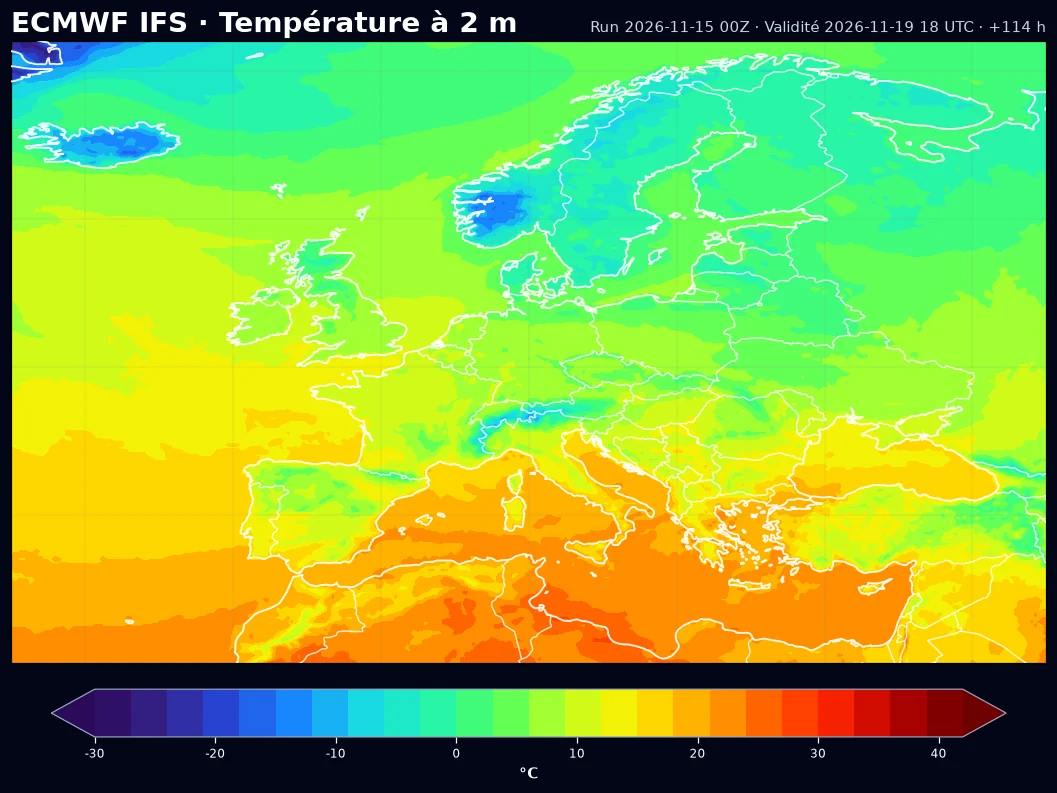 ECMWF IFS · Température à 2 m
Run 2026-11-15 00Z · Validité 2026-11-19 18 UTC · +114 h
-30 -20 -10 0 10 20 30 40
°C